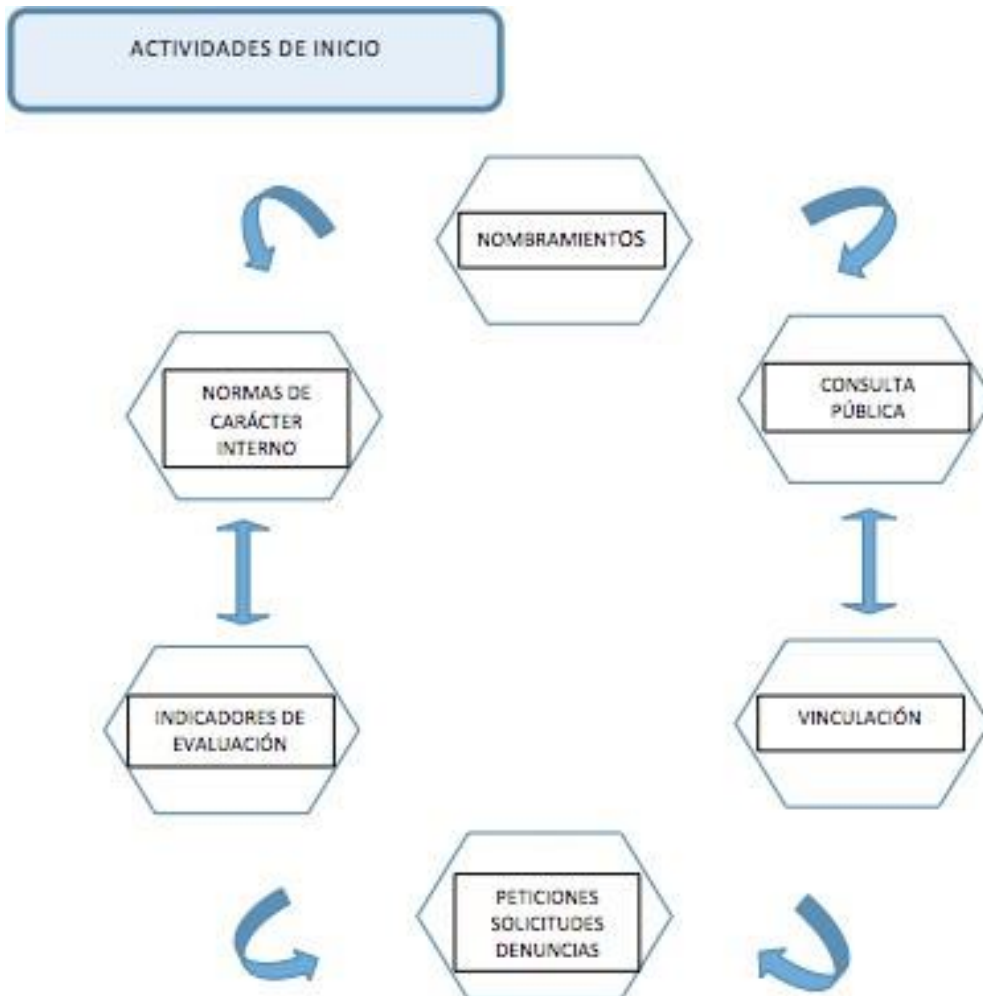 ACTIVIDADES DE INICIO
NOMBRAMIENTOS
NORMAS DE
CARÁCTER
INTERNO
CONSULTA
PÚBLICA
INDICADORES DE
EVALUACIÓN
VINCULACIÓN
PETICIONES
SOLICITUDES
DENUNCIAS